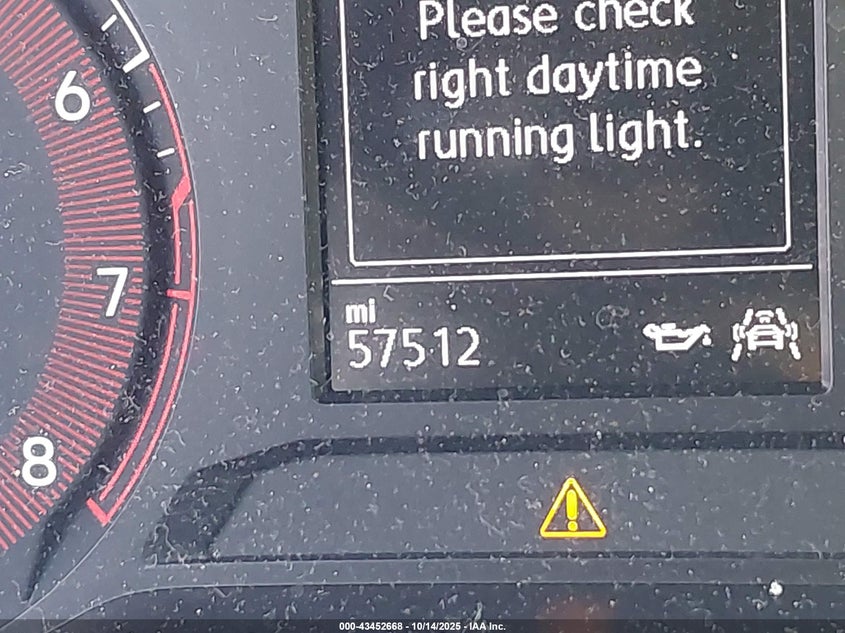 Please check
right daytime
running light.
6
7
mi
57512
8
000-43452668 - 10/14/2025 - IAA Inc.